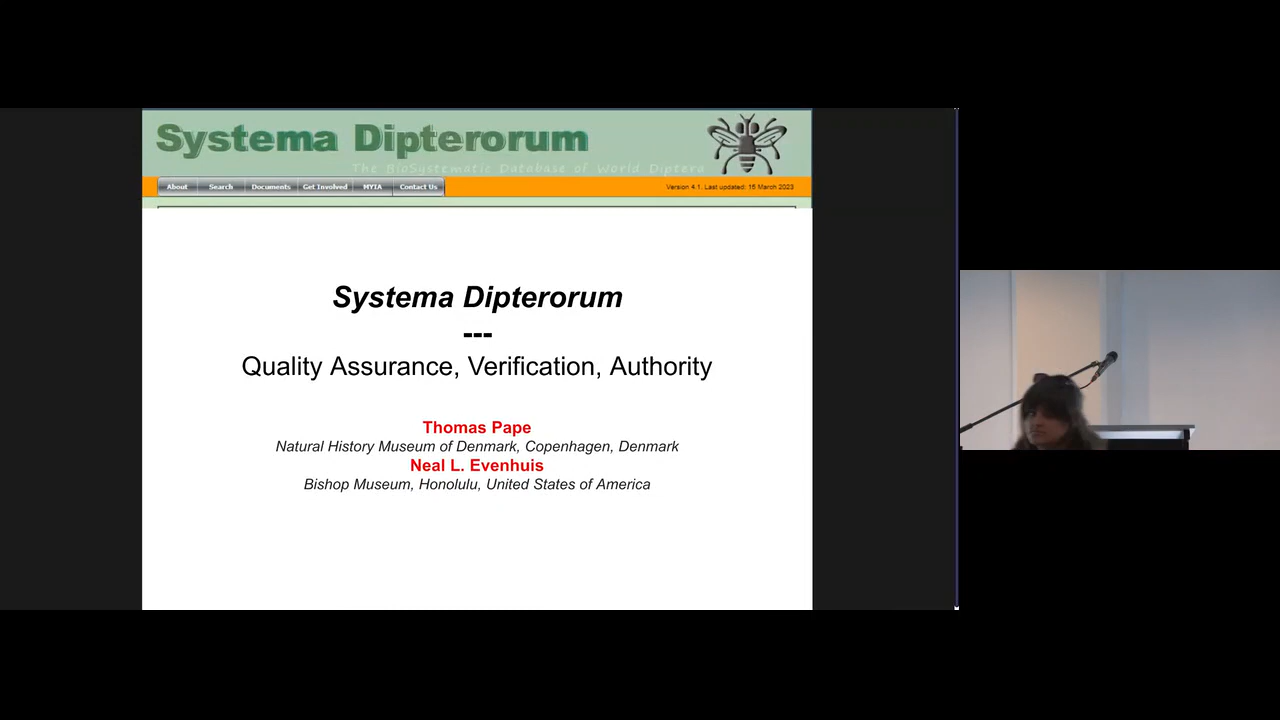 Systema Dipterorum
The BioSystematic Database of World Diptera
About Search Documents Get Involved MYIA Contact Us Version 4.1. Last updated: 15 March 2023
Systema Dipterorum
---
Quality Assurance, Verification, Authority
Thomas Pape
Natural History Museum of Denmark, Copenhagen, Denmark
Neal L. Evenhuis
Bishop Museum, Honolulu, United States of America